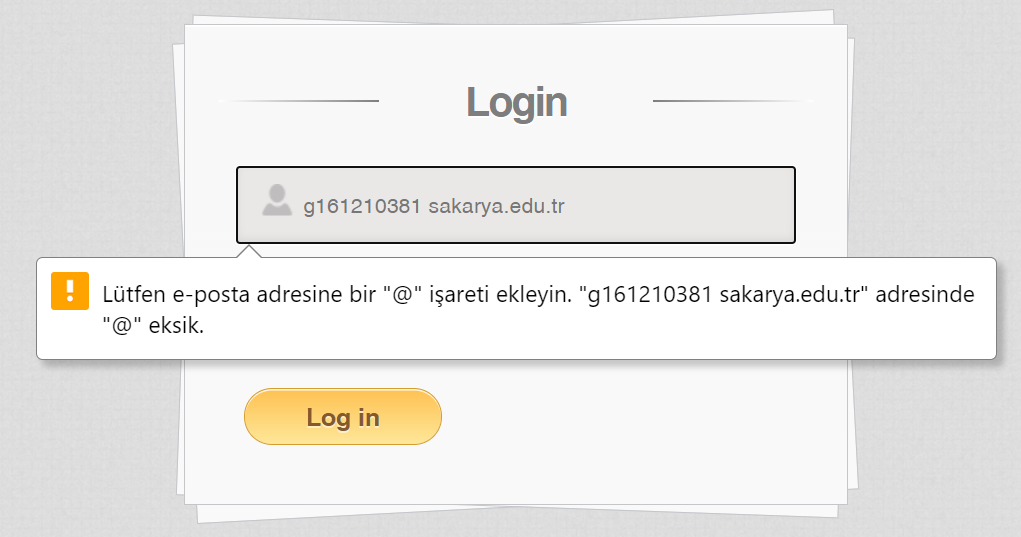 Login
g161210381 sakarya.edu.tr
Lütfen e-posta adresine bir "@" işareti ekleyin. "g161210381 sakarya.edu.tr" adresinde
"@" eksik.
Log in